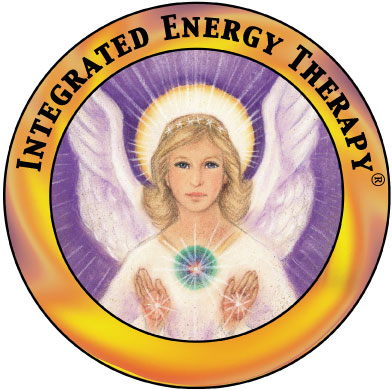 INTEGRATED ENERGY THERAPY®